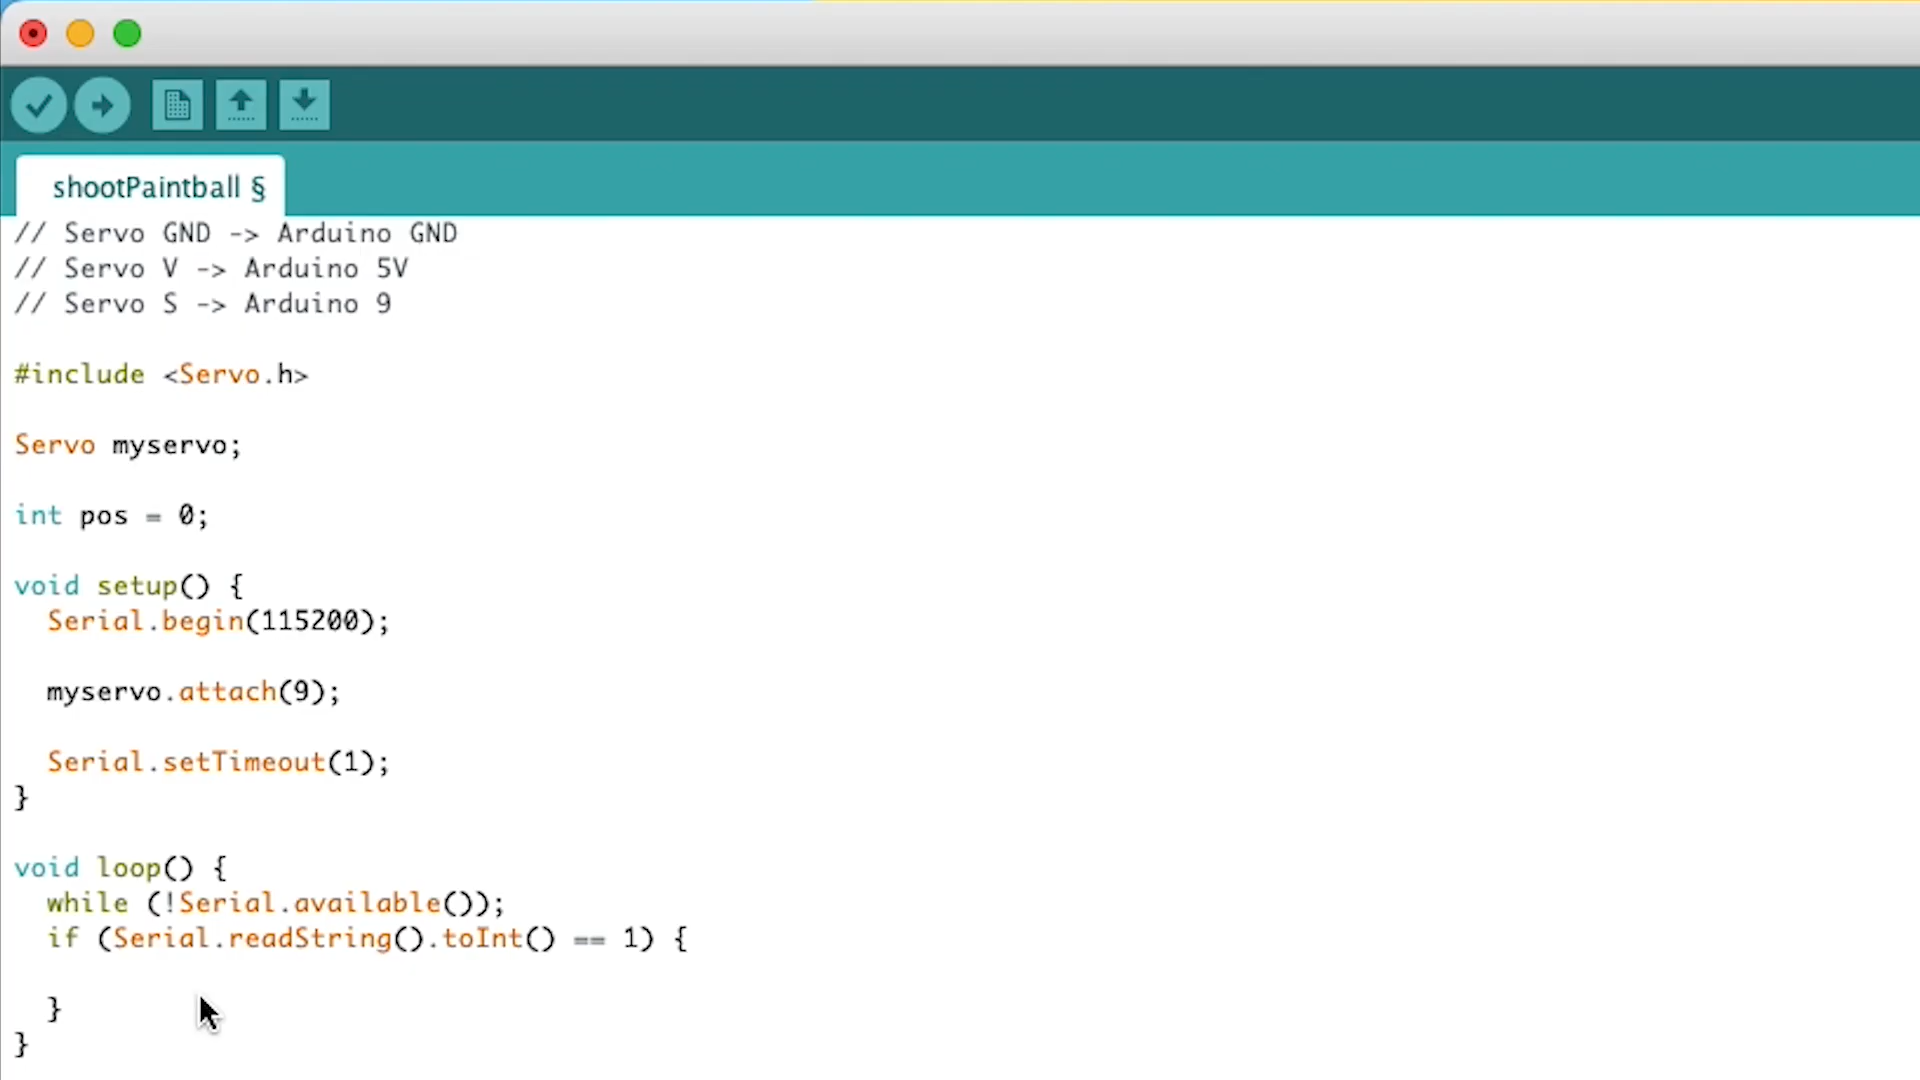 shootPaintball §
// Servo GND -> Arduino GND
// Servo V -> Arduino 5V
// Servo S -> Arduino 9
#include <Servo.h>
Servo myservo;
int pos = 0;
void setup() {
  Serial.begin(115200);
  myservo.attach(9);
  Serial.setTimeout(1);
}
void loop() {
  while (!Serial.available());
  if (Serial.readString().toInt() == 1) {
  }
}